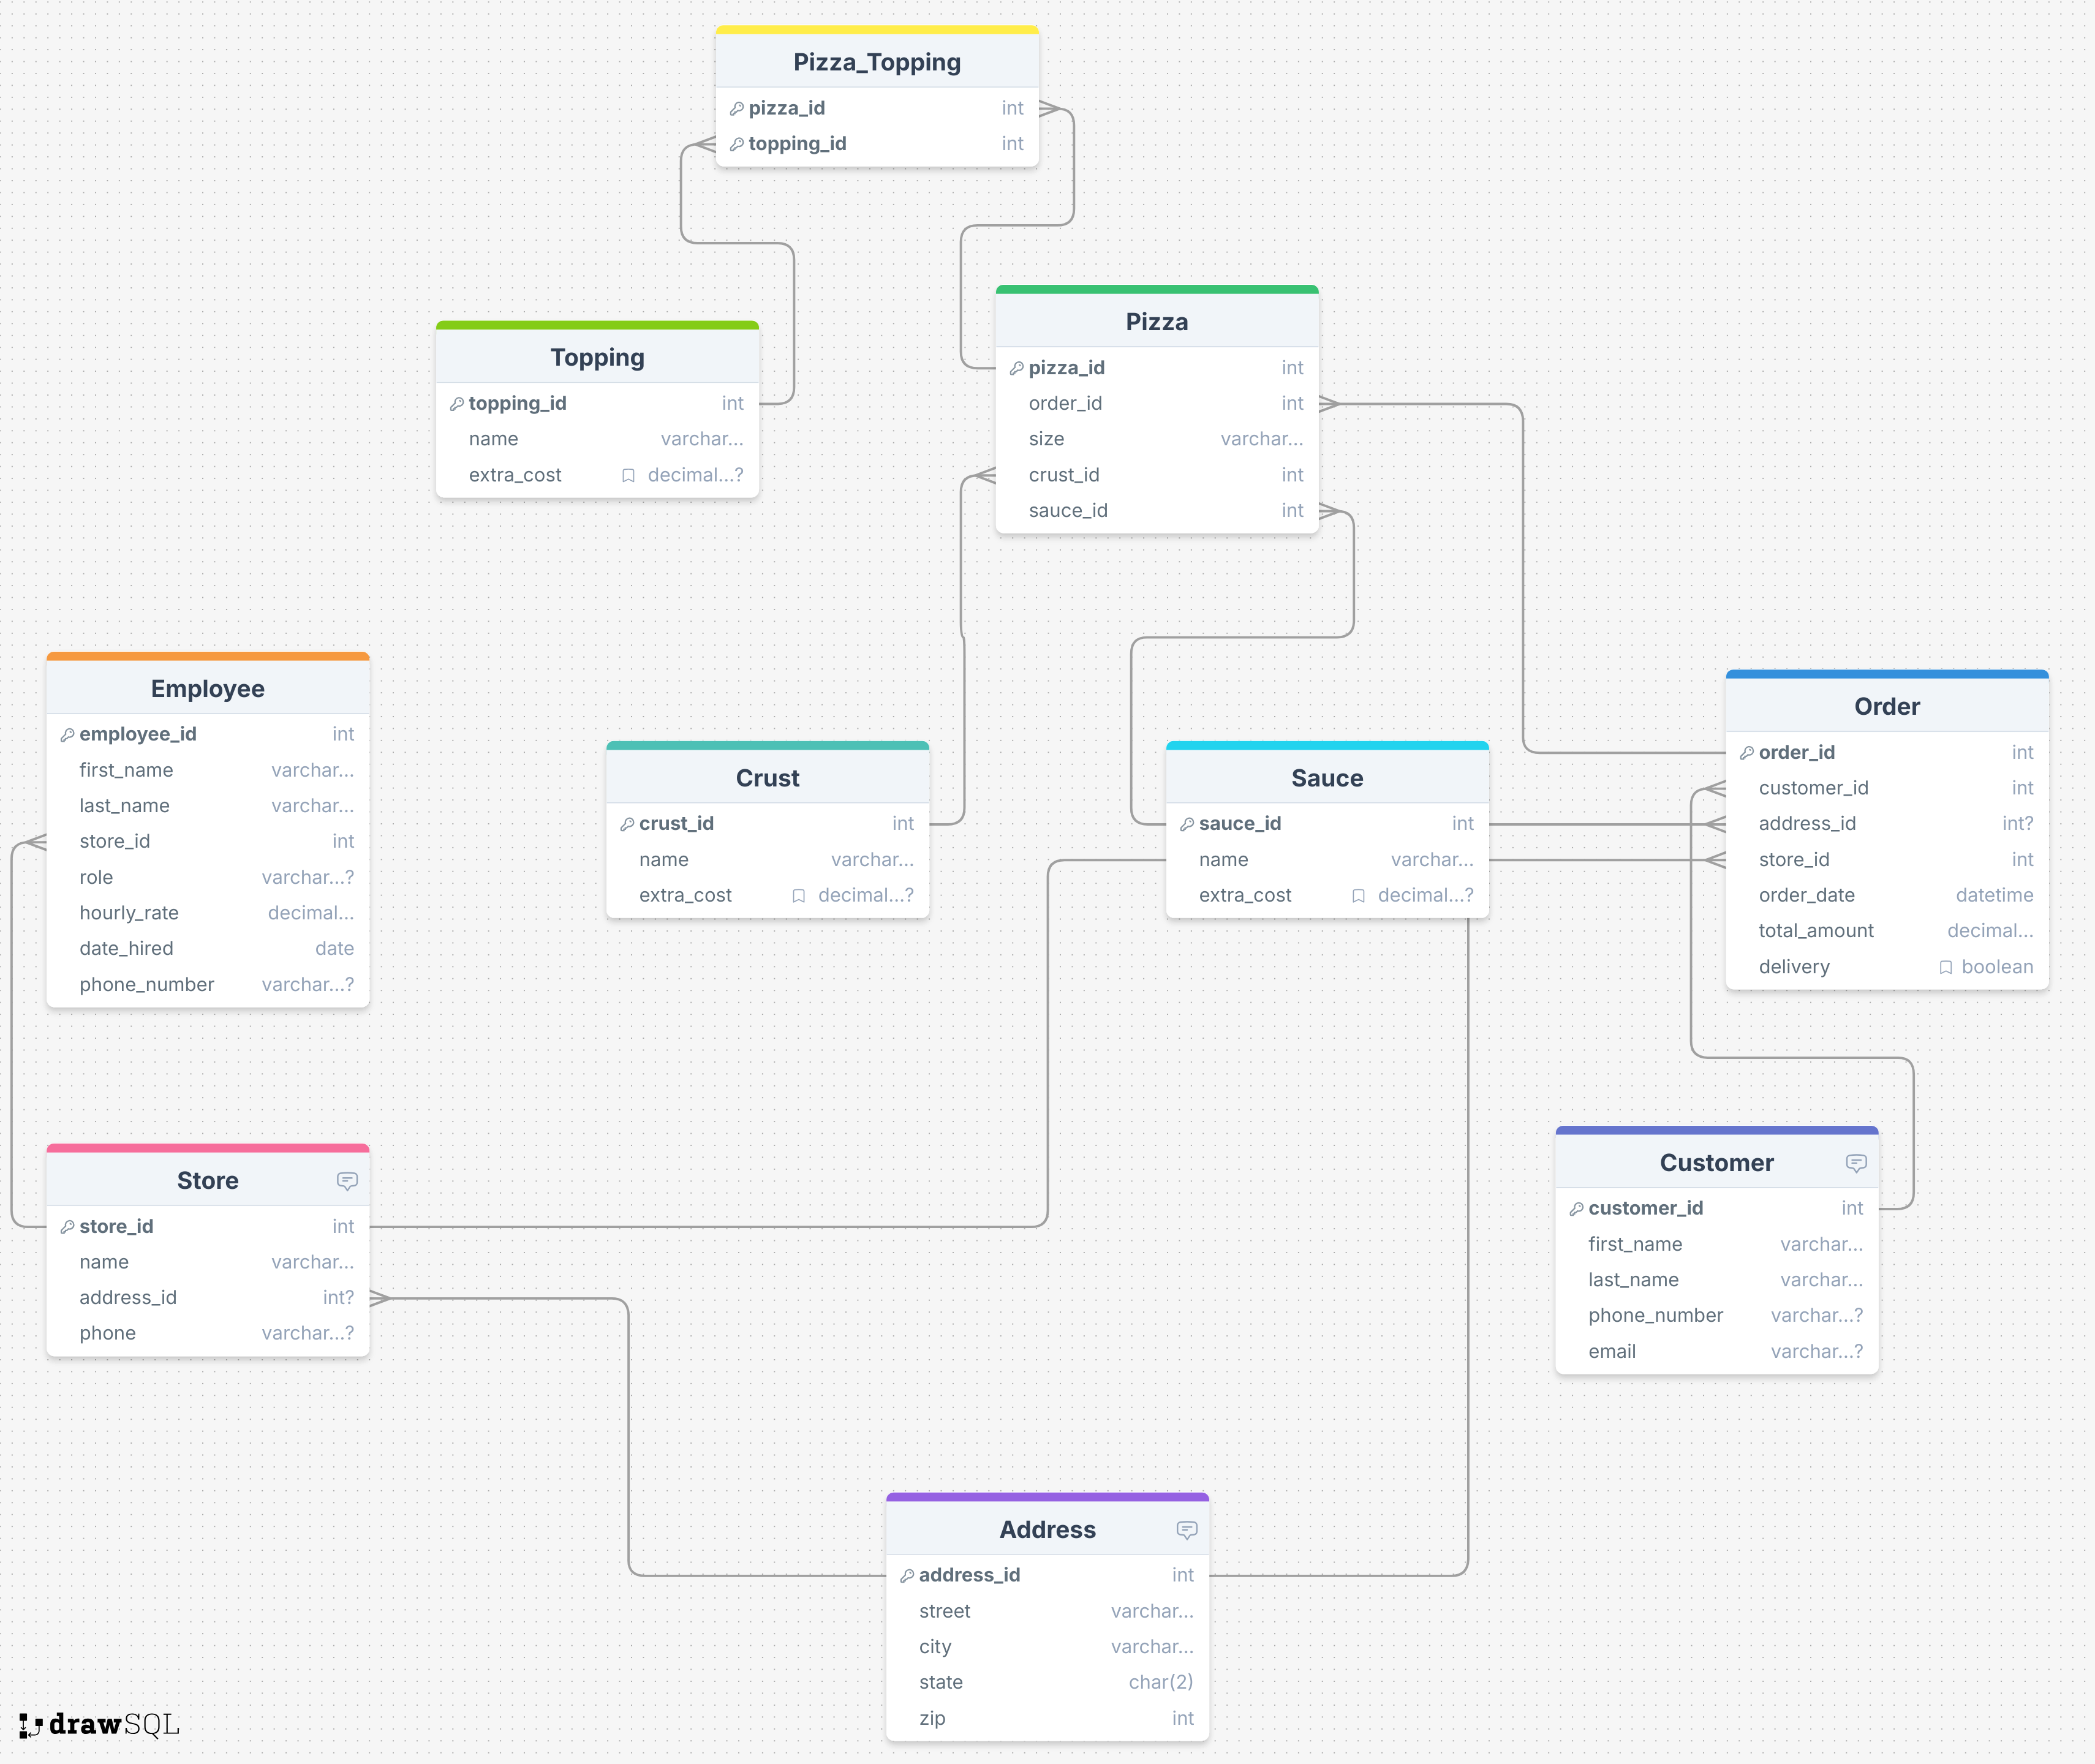 Pizza_Topping
pizza_id int
topping_id int
Pizza
pizza_id int
order_id int
size varchar...
crust_id int
sauce_id int
Topping
topping_id int
name varchar...
extra_cost decimal...?
Employee
employee_id int
first_name varchar...
last_name varchar...
store_id int
role varchar...?
hourly_rate decimal...
date_hired date
phone_number varchar...?
Crust
crust_id int
name varchar...
extra_cost decimal...?
Sauce
sauce_id int
name varchar...
extra_cost decimal...?
Order
order_id int
customer_id int
address_id int?
store_id int
order_date datetime
total_amount decimal...
delivery boolean
Store
store_id int
name varchar...
address_id int?
phone varchar...?
Customer
customer_id int
first_name varchar...
last_name varchar...
phone_number varchar...?
email varchar...?
Address
address_id int
street varchar...
city varchar...
state char(2)
zip int
drawSQL